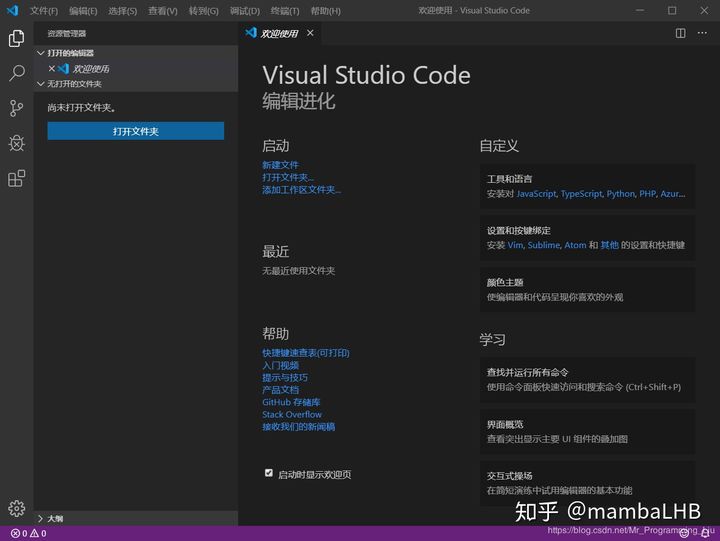 文件(F) 编辑(E) 选择(S) 查看(V) 转到(G) 调试(D) 终端(T) 帮助(H) 欢迎使用 - Visual Studio Code
资源管理器
欢迎使用
打开的编辑器
欢迎使用
无打开的文件夹
尚未打开文件夹。
打开文件夹
Visual Studio Code
编辑进化
启动
新建文件
打开文件夹...
添加工作区文件夹...
最近
无最近使用文件夹
帮助
快捷键速查表(可打印)
入门视频
提示与技巧
产品文档
GitHub 存储库
Stack Overflow
接收我们的新闻稿
启动时显示欢迎页
自定义
工具和语言
安装对 JavaScript, TypeScript, Python, PHP, Azur...
设置和按键绑定
安装 Vim, Sublime, Atom 和 其他 的设置和快捷键
颜色主题
使编辑器和代码呈现你喜欢的外观
学习
查找并运行所有命令
使用命令面板快速访问和搜索命令 (Ctrl+Shift+P)
界面概览
查看突出显示主要 UI 组件的叠加图
交互式操场
在简短演练中试用编辑器的基本功能
大纲
0 0
知乎 @mambaLHB
https://blog.csdn.net/Mr_Programming_Liu